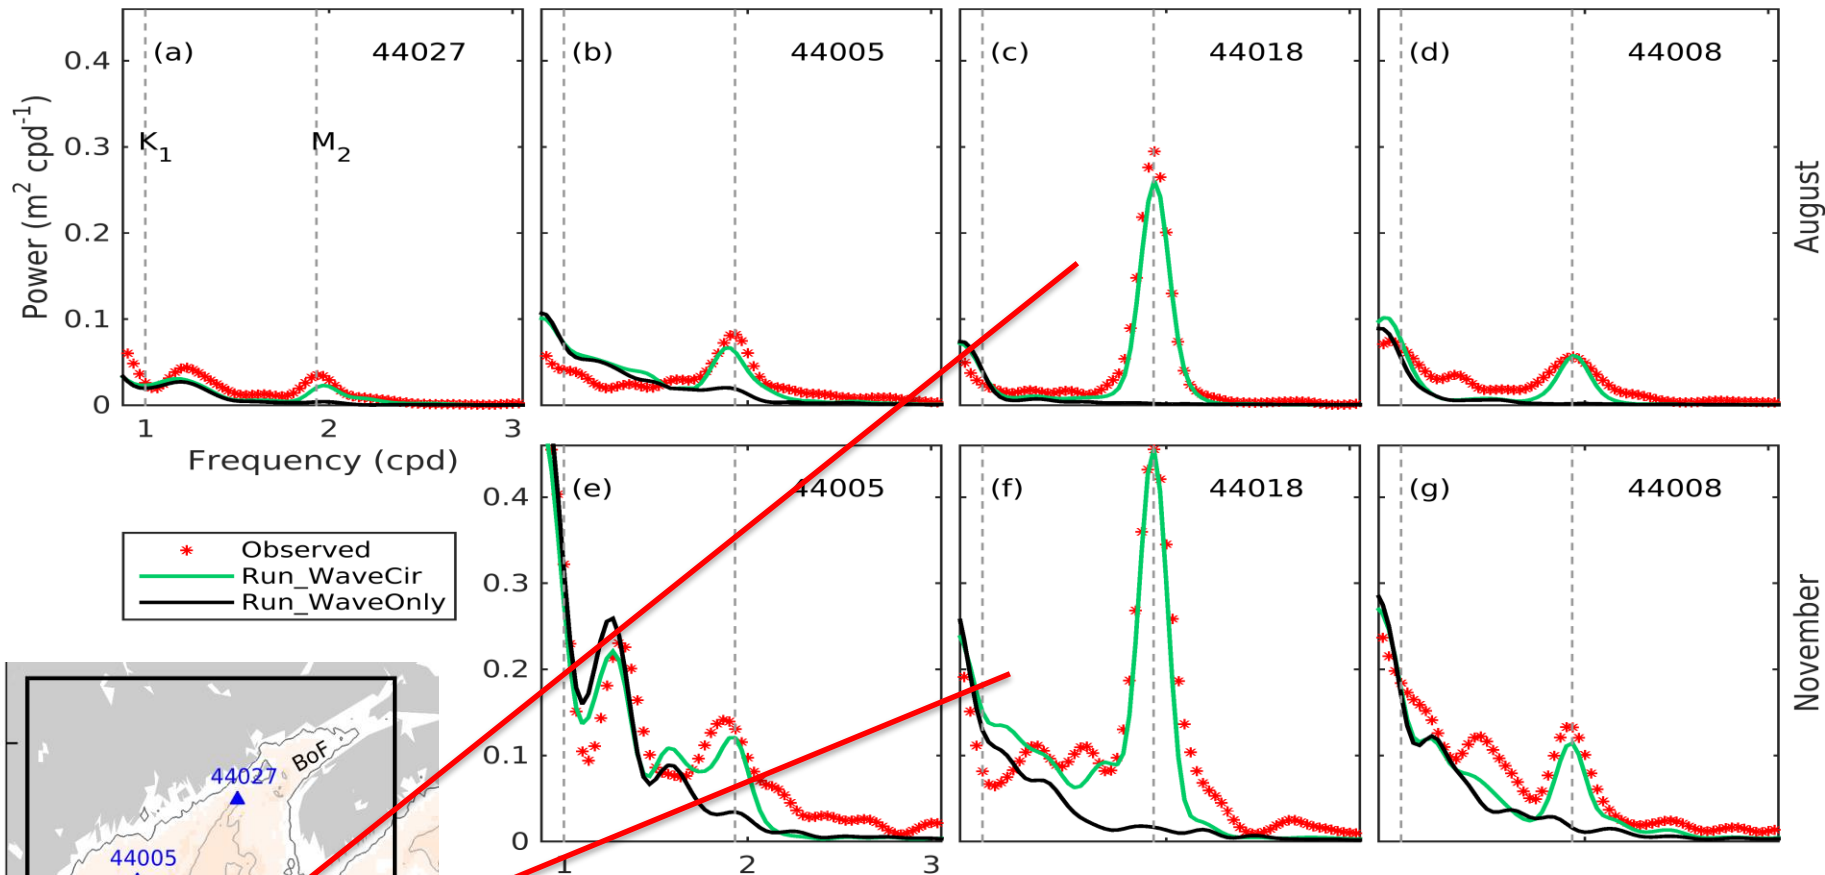 (a) 44027
(b) 44005
(c) 44018
(d) 44008
0.4
0.3
0.2
0.1
0
K1
M2
Power (m2 cpd-1)
August
1 2 3
Frequency (cpd)
(e) 44005
(f) 44018
(g) 44008
0.4
0.3
0.2
0.1
0
1 2 3
November
Observed
Run_WaveCir
Run_WaveOnly
BoF
44027
44005